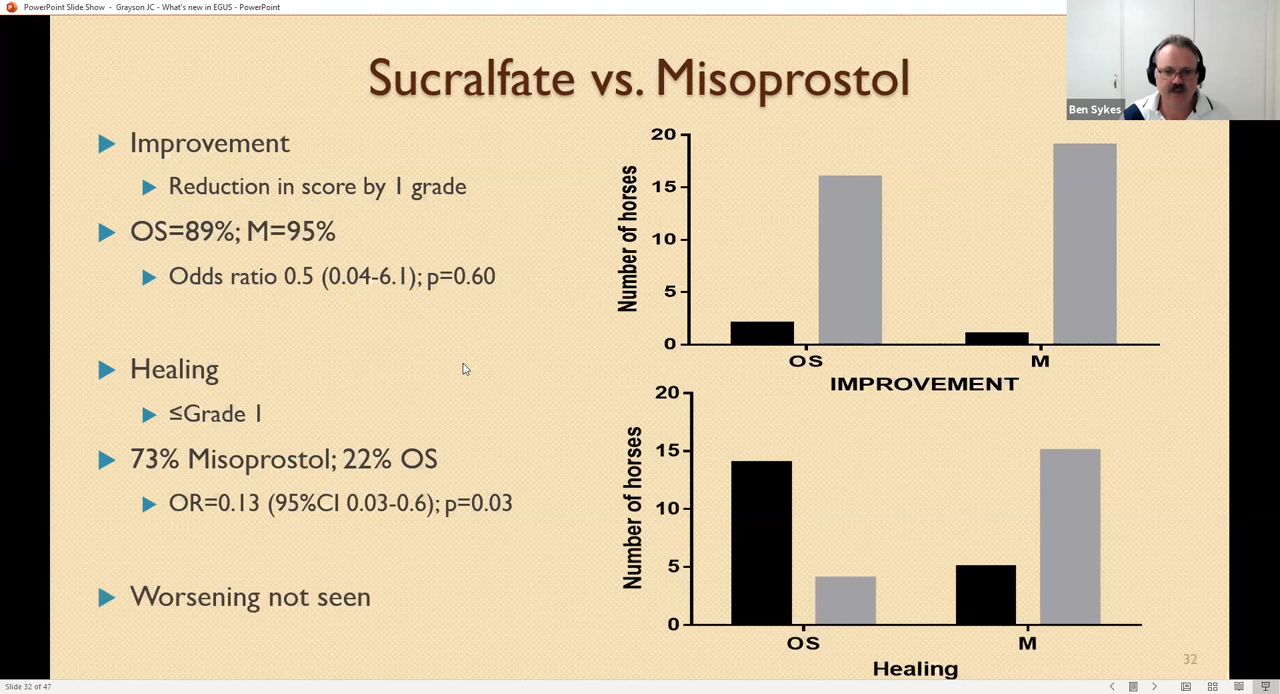 PowerPoint Slide Show - Grayson JC - What's new in EGUS - PowerPoint
Sucralfate vs. Misoprostol
Ben Sykes
Improvement
Reduction in score by 1 grade
OS=89%; M=95%
Odds ratio 0.5 (0.04-6.1); p=0.60
Healing
≤Grade 1
73% Misoprostol; 22% OS
OR=0.13 (95%CI 0.03-0.6); p=0.03
Worsening not seen
Number of horses
20
15
10
5
0
OS M
IMPROVEMENT
Number of horses
20
15
10
5
0
OS M
Healing
32
Slide 32 of 47